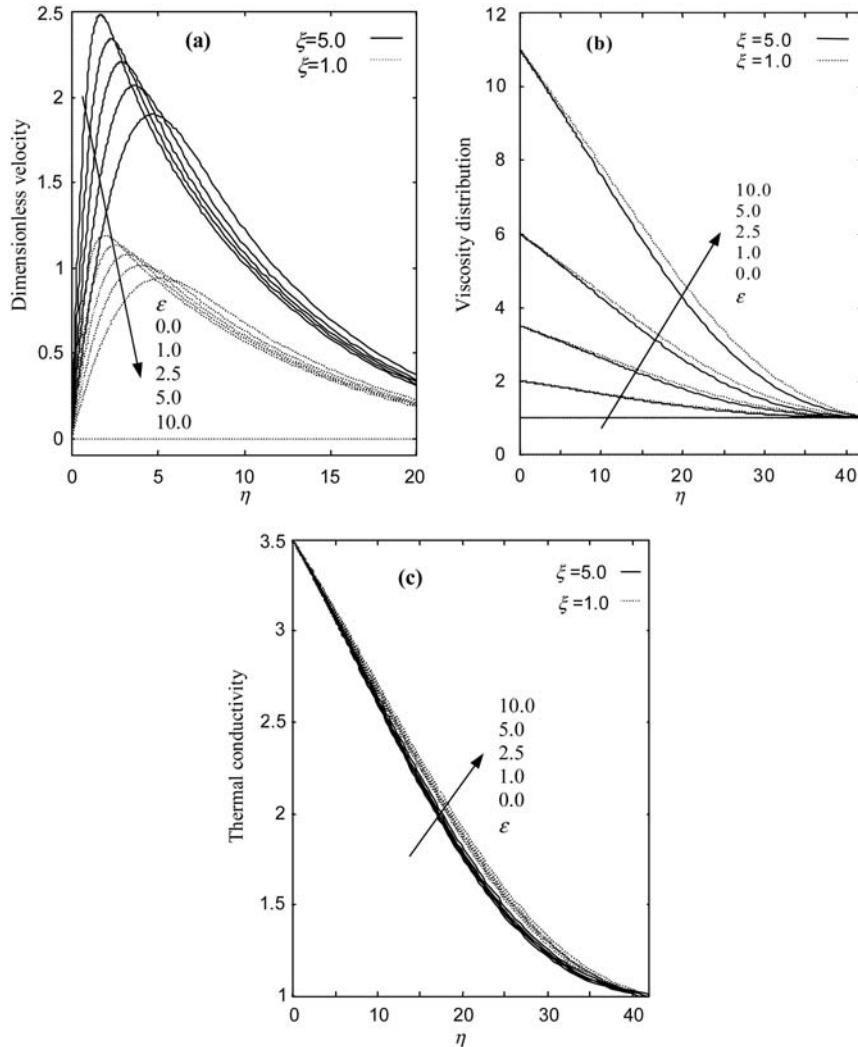 (a)
ξ=5.0
ξ=1.0
2.5
2
1.5
1
0.5
0
Dimensionless velocity
ε
0.0
1.0
2.5
5.0
10.0
0
5
10
15
20
η
(b)
ξ=5.0
ξ=1.0
12
10
8
6
4
2
0
Viscosity distribution
10.0
5.0
2.5
1.0
0.0
ε
0
10
20
30
40
η
(c)
ξ=5.0
ξ=1.0
3.5
3
2.5
2
1.5
1
Thermal conductivity
10.0
5.0
2.5
1.0
0.0
ε
0
10
20
30
40
η